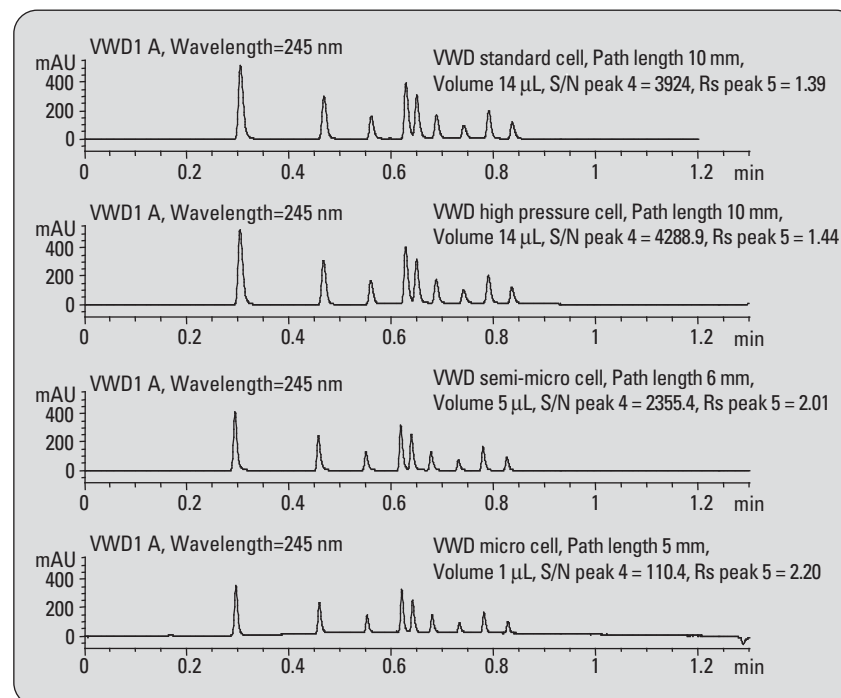 VWD1 A, Wavelength=245 nm
VWD standard cell, Path length 10 mm,
Volume 14 µL, S/N peak 4 = 3924, Rs peak 5 = 1.39
mAU
400
200
0
0 0.2 0.4 0.6 0.8 1 1.2 min
VWD1 A, Wavelength=245 nm
VWD high pressure cell, Path length 10 mm,
Volume 14 µL, S/N peak 4 = 4288.9, Rs peak 5 = 1.44
mAU
400
200
0
0 0.2 0.4 0.6 0.8 1 1.2 min
VWD1 A, Wavelength=245 nm
VWD semi-micro cell, Path length 6 mm,
Volume 5 µL, S/N peak 4 = 2355.4, Rs peak 5 = 2.01
mAU
400
200
0
0 0.2 0.4 0.6 0.8 1 1.2 min
VWD1 A, Wavelength=245 nm
VWD micro cell, Path length 5 mm,
Volume 1 µL, S/N peak 4 = 110.4, Rs peak 5 = 2.20
mAU
400
200
0
0 0.2 0.4 0.6 0.8 1 1.2 min